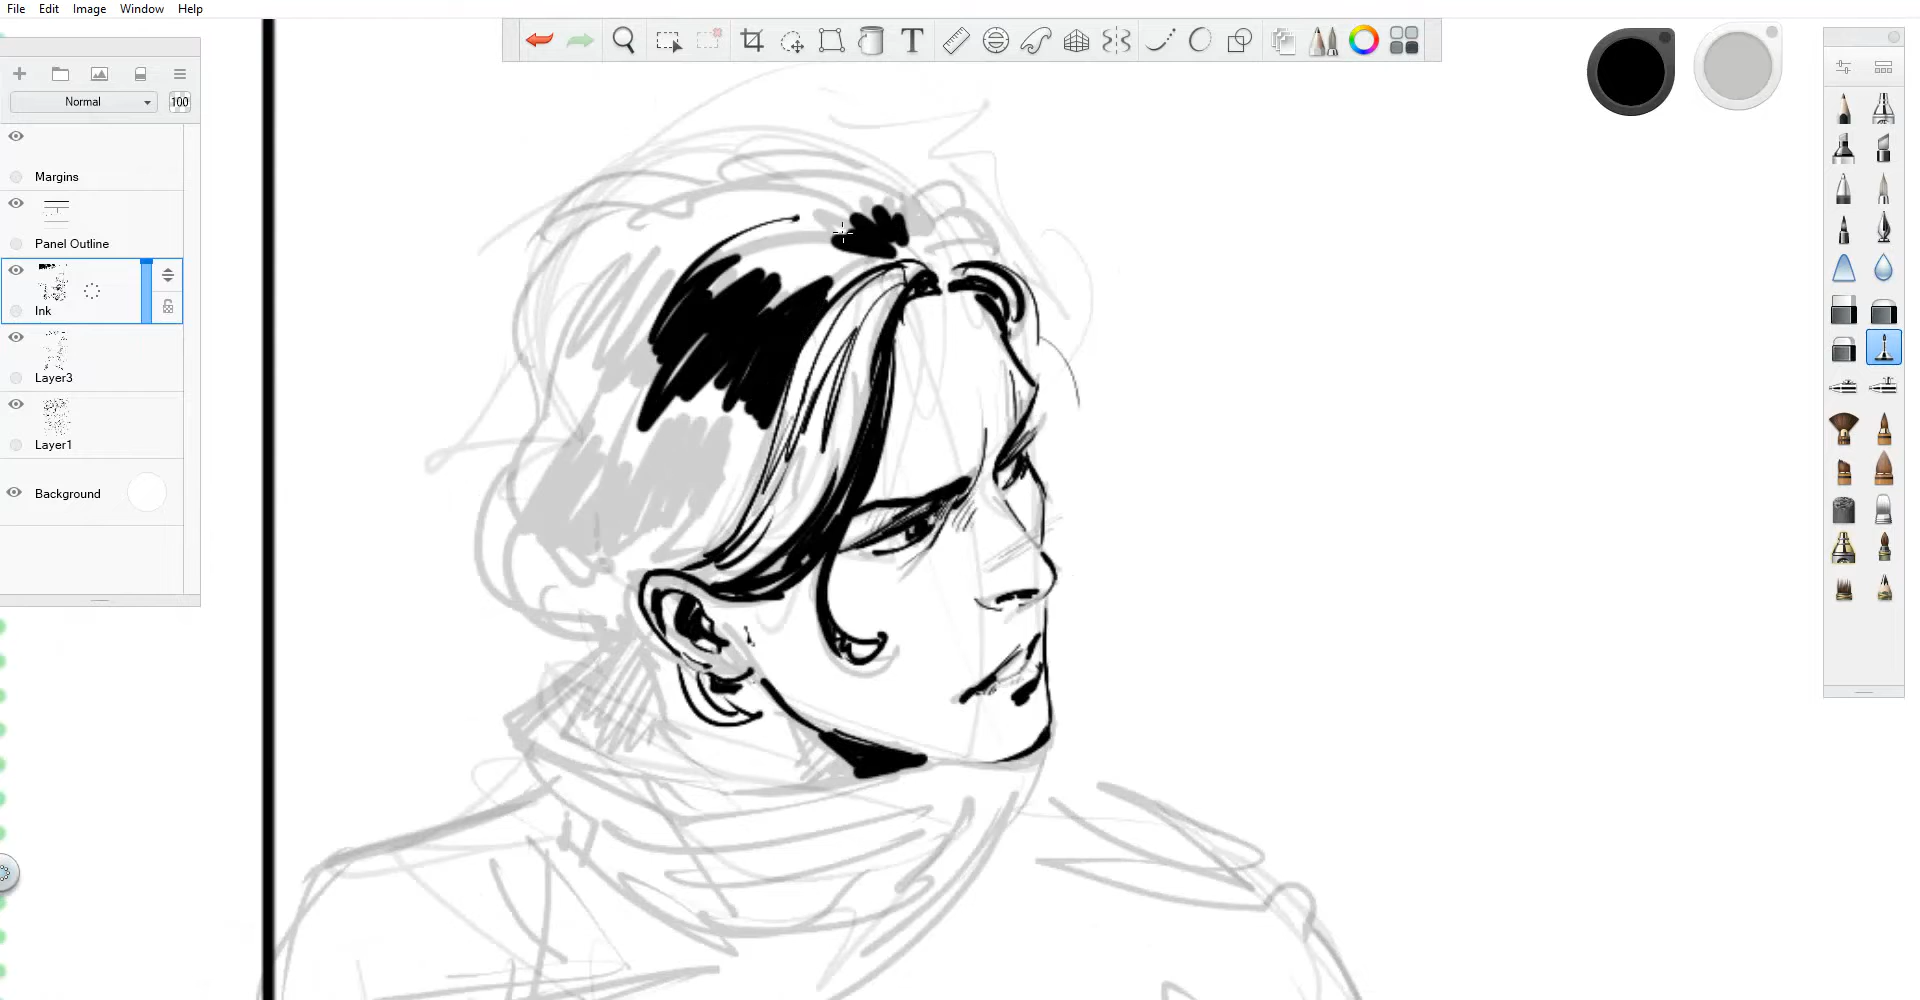 File Edit Image Window Help
Normal 100
Margins
Panel Outline
Ink
Layer3
Layer1
Background
T